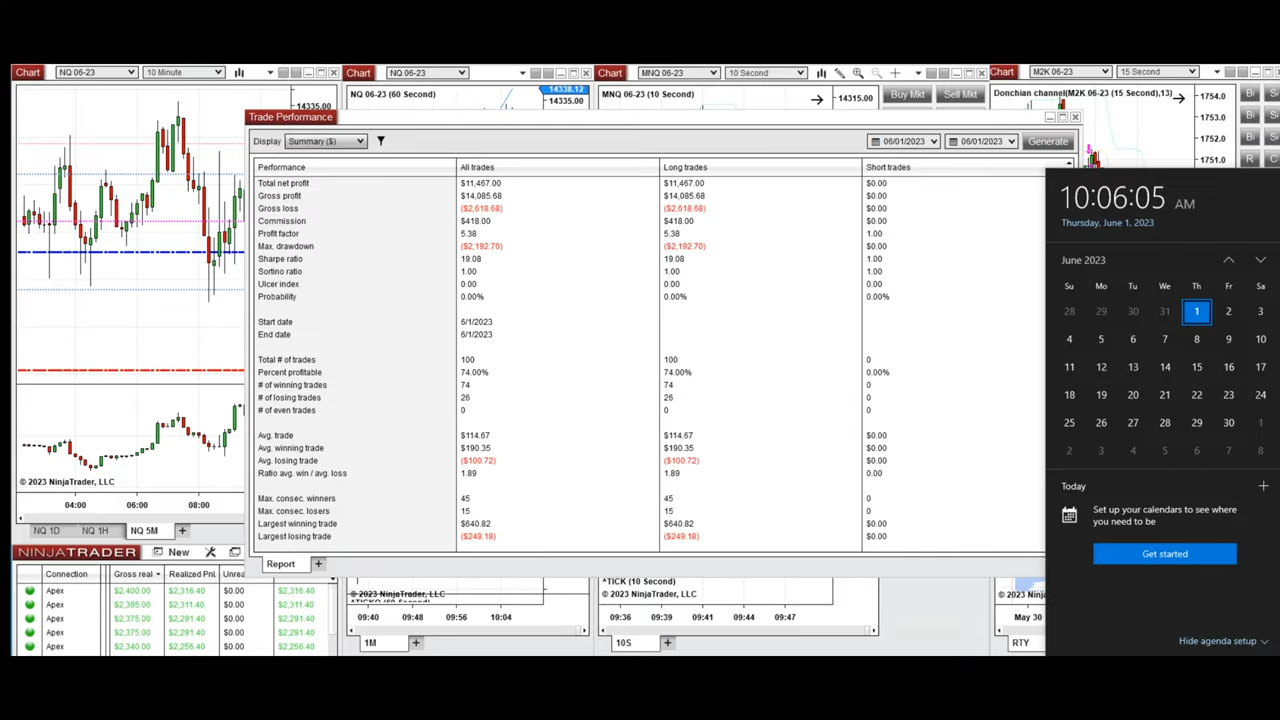 Chart NQ 06-23 10 Minute
Chart NQ 06-23
Chart MNQ 06-23 10 Second
Chart M2K 06-23 15 Second
14335.00
NQ 06-23 (60 Second)
14338.12
14335.00
MNQ 06-23 (10 Second)
14315.00
Buy Mkt Sell Mkt
Donchian channel(M2K 06-23 (15 Second),13)
1754.0
1753.0
1752.0
1751.0
Trade Performance
Display Summary ($) 06/01/2023 06/01/2023 Generate
Performance All trades Long trades Short trades
Total net profit $11,467.00 $11,467.00 $0.00
Gross profit $14,085.68 $14,085.68 $0.00
Gross loss ($2,618.68) ($2,618.68) $0.00
Commission $418.00 $418.00 $0.00
Profit factor 5.38 5.38 1.00
Max. drawdown ($2,192.70) ($2,192.70) $0.00
Sharpe ratio 19.08 19.08 1.00
Sortino ratio 1.00 1.00 1.00
Ulcer index 0.00 0.00 0.00
Probability 0.00% 0.00% 0.00%
Start date 6/1/2023
End date 6/1/2023
Total # of trades 100 100 0
Percent profitable 74.00% 74.00% 0.00%
# of winning trades 74 74 0
# of losing trades 26 26 0
# of even trades 0 0 0
Avg. trade $114.67 $114.67 $0.00
Avg. winning trade $190.35 $190.35 $0.00
Avg. losing trade ($100.72) ($100.72) $0.00
Ratio avg. win / avg. loss 1.89 1.89 0.00
Max. consec. winners 45 45 0
Max. consec. losers 15 15 0
Largest winning trade $640.82 $640.82 $0.00
Largest losing trade ($249.18) ($249.18) $0.00
Report
10:06:05 AM
Thursday, June 1, 2023
June 2023
Su Mo Tu We Th Fr Sa
28 29 30 31 1 2 3
4 5 6 7 8 9 10
11 12 13 14 15 16 17
18 19 20 21 22 23 24
25 26 27 28 29 30 1
2 3 4 5 6 7 8
Today
Set up your calendars to see where
you need to be
Get started
Hide agenda setup
© 2023 NinjaTrader, LLC
04:00 06:00 08:00
NQ 1D NQ 1H NQ 5M
NINJATRADER New
Connection Gross real Realized PnL Unrea
Apex $2,400.00 $2,316.40 $0.00 $2,316.40
Apex $2,395.00 $2,311.40 $0.00 $2,311.40
Apex $2,375.00 $2,291.40 $0.00 $2,291.40
Apex $2,375.00 $2,291.40 $0.00 $2,291.40
Apex $2,340.00 $2,256.40 $0.00 $2,256.40
© 2023 NinjaTrader, LLC
09:40 09:48 09:56 10:04
1M
^TICK (10 Second)
© 2023 NinjaTrader, LLC
09:36 09:41 09:44 09:47
10S
May 30
RTY